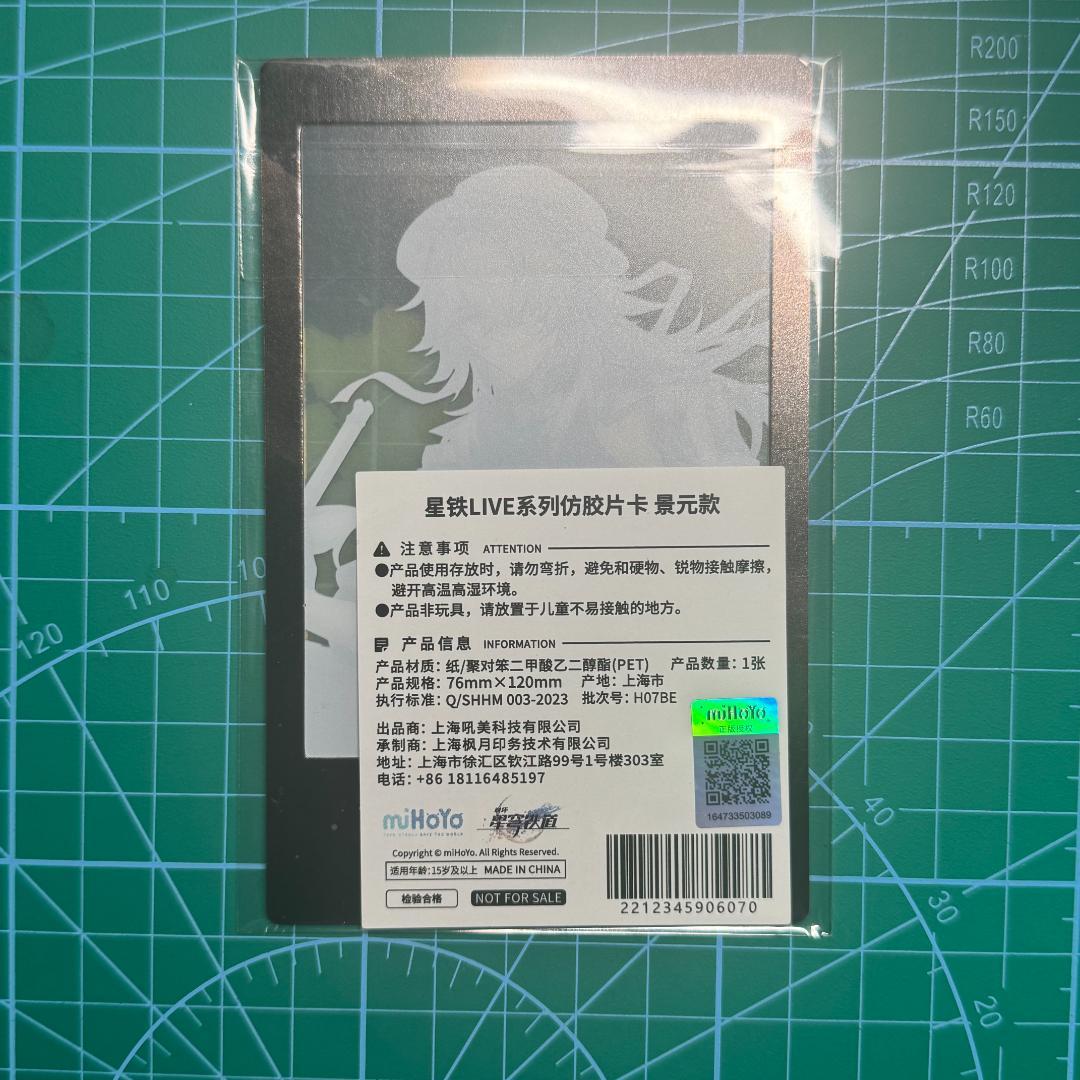 R200
R150
R120
R100
R80
R60
110
10
120
星铁LIVE系列仿胶片卡 景元款
注意事项 ATTENTION
●产品使用存放时，请勿弯折，避免和硬物、锐物接触摩擦，
避开高温高湿环境。
●产品非玩具，请放置于儿童不易接触的地方。
产品信息 INFORMATION
产品材质：纸/聚对笨二甲酸乙二醇酯(PET) 产品数量：1张
产品规格：76mm×120mm 产地：上海市
执行标准：Q/SHHM 003-2023 批次号：H07BE
出品商：上海吼美科技有限公司
承制商：上海枫月印务技术有限公司
地址：上海市徐汇区钦江路99号1号楼303室
电话：+86 18116485197
miHoYo
正版授权
164733503089
miHoYo
TECH OTAKUS SAVE THE WORLD
崩坏
星穹铁道
Copyright © miHoYo. All Rights Reserved.
适用年龄：15岁及以上 MADE IN CHINA
检验合格 NOT FOR SALE
2212345906070
40
30
20